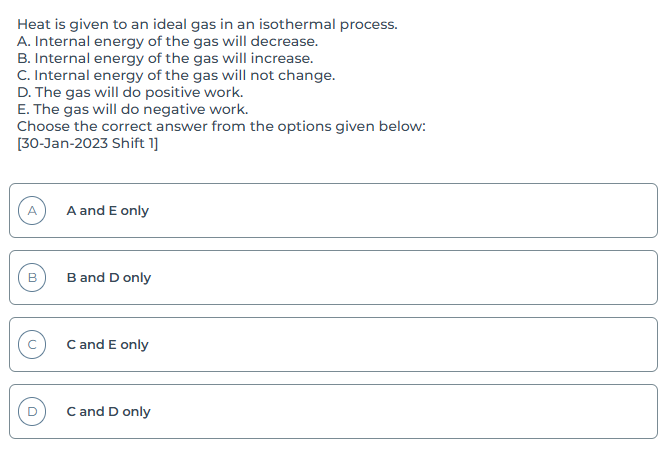 Heat is given to an ideal gas in an isothermal process.
A. Internal energy of the gas will decrease.
B. Internal energy of the gas will increase.
C. Internal energy of the gas will not change.
D. The gas will do positive work.
E. The gas will do negative work.
Choose the correct answer from the options given below:
[30-Jan-2023 Shift 1]
A A and E only
B B and D only
C C and E only
D C and D only